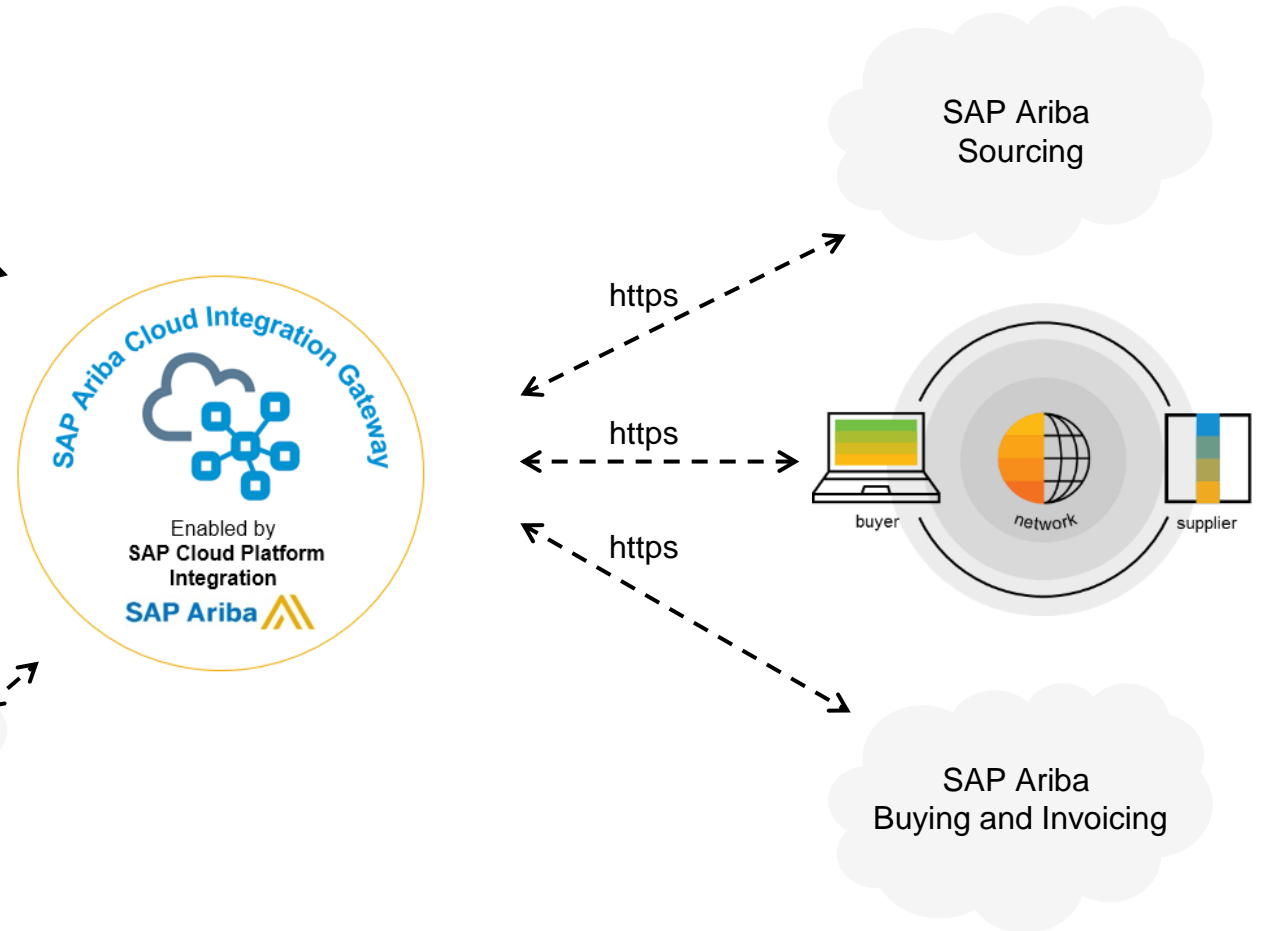 SAP Ariba
Sourcing
https
SAP Ariba Cloud Integration Gateway
https
buyer
network
supplier
Enabled by
SAP Cloud Platform
Integration
SAP Ariba
https
SAP Ariba
Buying and Invoicing